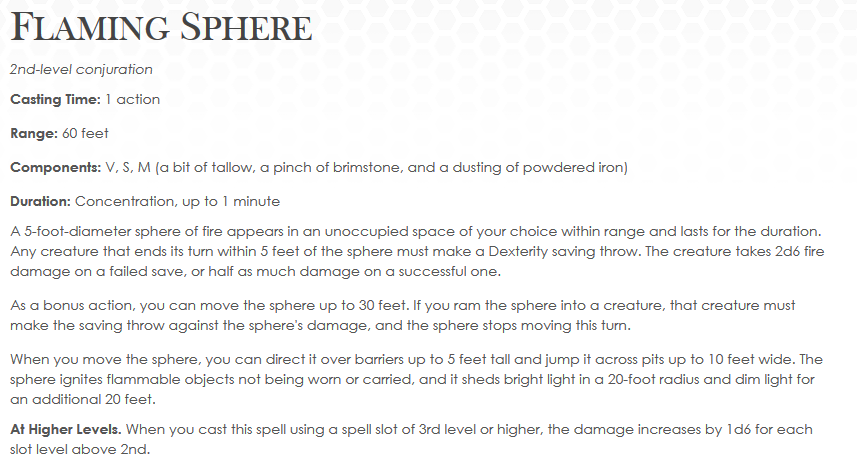 FLAMING SPHERE
2nd-level conjuration
Casting Time: 1 action
Range: 60 feet
Components: V, S, M (a bit of tallow, a pinch of brimstone, and a dusting of powdered iron)
Duration: Concentration, up to 1 minute
A 5-foot-diameter sphere of fire appears in an unoccupied space of your choice within range and lasts for the duration.
Any creature that ends its turn within 5 feet of the sphere must make a Dexterity saving throw. The creature takes 2d6 fire
damage on a failed save, or half as much damage on a successful one.
As a bonus action, you can move the sphere up to 30 feet. If you ram the sphere into a creature, that creature must
make the saving throw against the sphere's damage, and the sphere stops moving this turn.
When you move the sphere, you can direct it over barriers up to 5 feet tall and jump it across pits up to 10 feet wide. The
sphere ignites flammable objects not being worn or carried, and it sheds bright light in a 20-foot radius and dim light for
an additional 20 feet.
At Higher Levels. When you cast this spell using a spell slot of 3rd level or higher, the damage increases by 1d6 for each
slot level above 2nd.